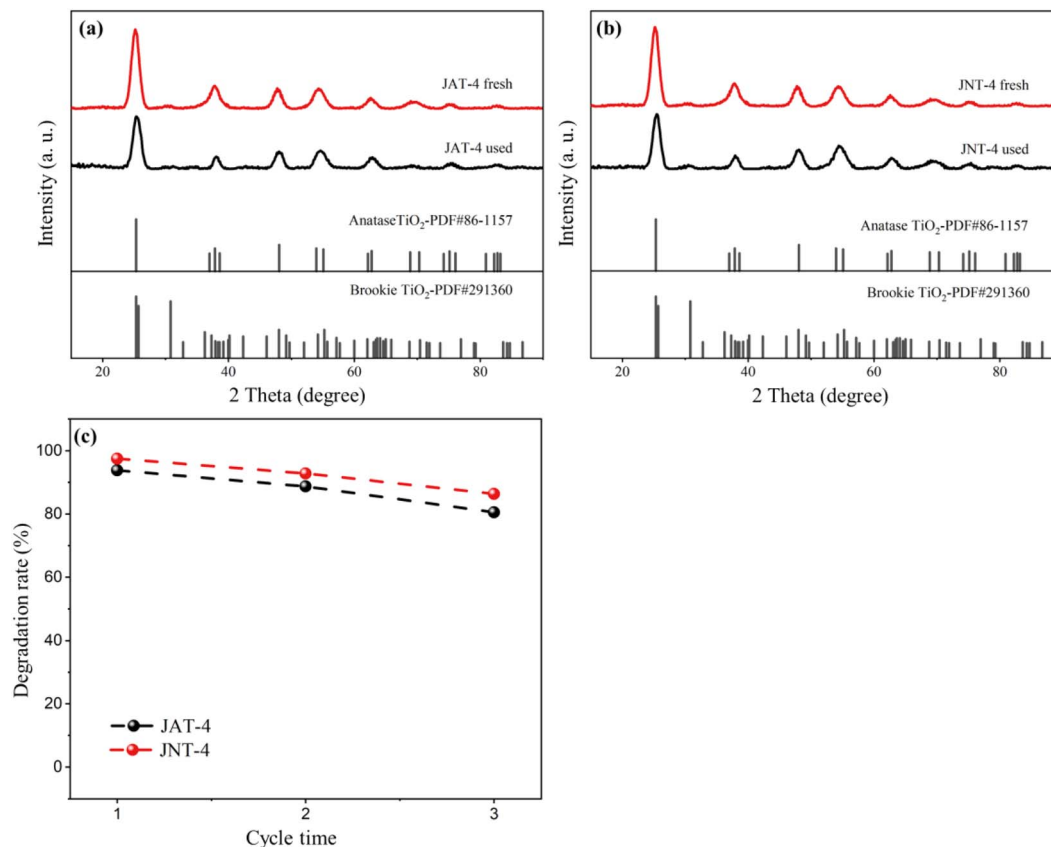 (a)
JAT-4 fresh
JAT-4 used
AnataseTiO₂-PDF#86-1157
Brookie TiO₂-PDF#291360
Intensity (a. u.)
20 40 60 80
2 Theta (degree)
(b)
JNT-4 fresh
JNT-4 used
Anatase TiO₂-PDF#86-1157
Brookie TiO₂-PDF#291360
Intensity (a. u.)
20 40 60 80
2 Theta (degree)
(c)
100
80
60
40
20
0
Degradation rate (%)
JAT-4
JNT-4
1 2 3
Cycle time